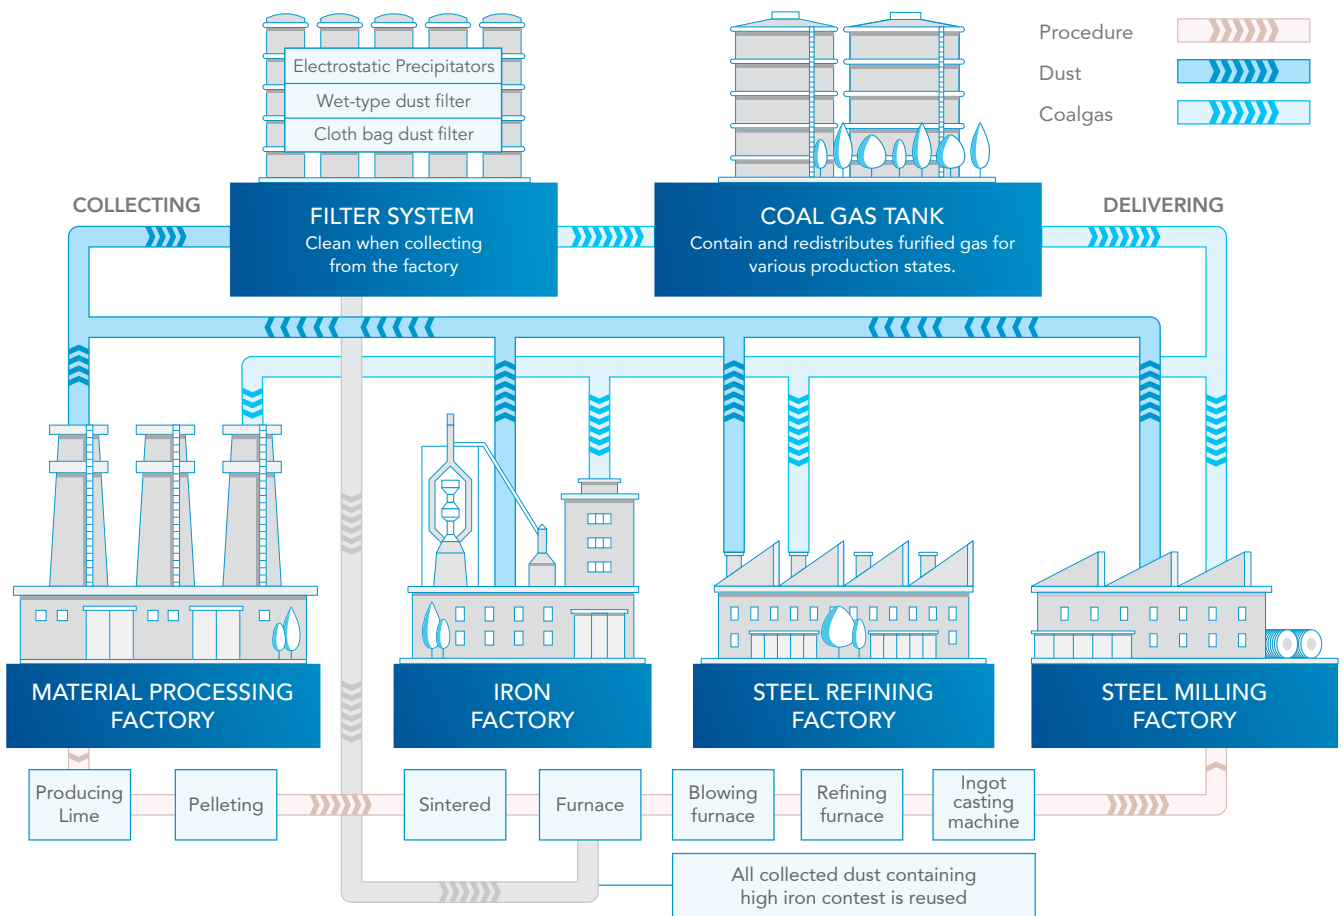 Electrostatic Precipitators
Wet-type dust filter
Cloth bag dust filter
Procedure
Dust
Coalgas
COLLECTING
FILTER SYSTEM
Clean when collecting
from the factory
COAL GAS TANK
Contain and redistributes furified gas for
various production states.
DELIVERING
MATERIAL PROCESSING
FACTORY
IRON
FACTORY
STEEL REFINING
FACTORY
STEEL MILLING
FACTORY
Producing
Lime
Pelleting
Sintered
Furnace
Blowing
furnace
Refining
furnace
Ingot
casting
machine
All collected dust containing
high iron contest is reused